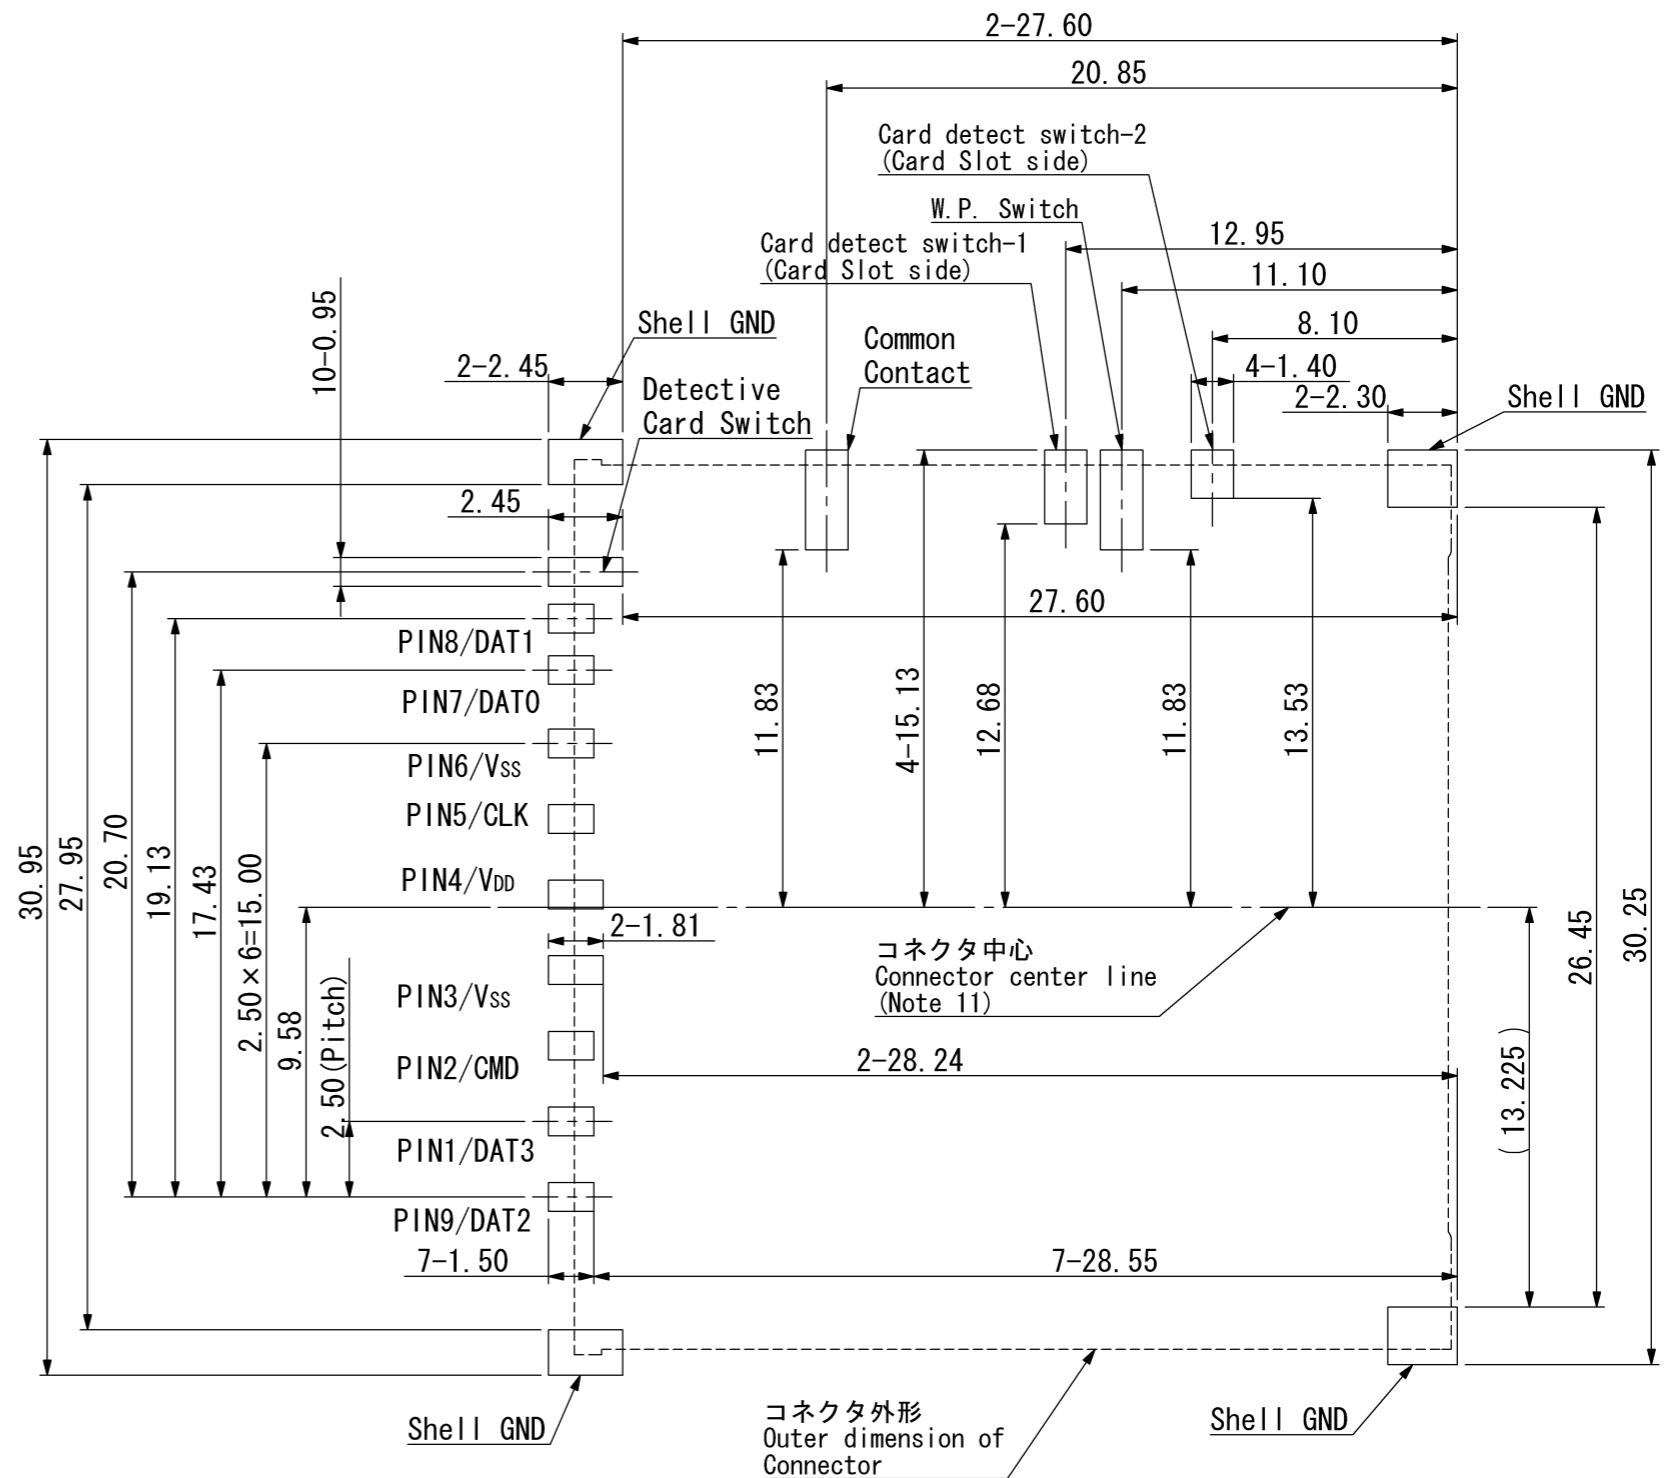 2-27.60
20.85
Card detect switch-2
(Card Slot side)
W.P. Switch
12.95
Card detect switch-1
(Card Slot side)
11.10
10-0.95
Shell GND
8.10
Common
Contact
2-2.45
4-1.40
Detective
Card Switch
2-2.30
Shell GND
2.45
27.60
PIN8/DAT1
PIN7/DAT0
11.83
4-15.13
12.68
11.83
13.53
PIN6/VSS
PIN5/CLK
PIN4/VDD
30.95
27.95
20.70
19.13
17.43
2.50×6=15.00
9.58
2.50(Pitch)
2-1.81
コネクタ中心
Connector center line
(Note 11)
26.45
30.25
PIN3/VSS
2-28.24
PIN2/CMD
(13.225)
PIN1/DAT3
PIN9/DAT2
7-1.50
7-28.55
Shell GND
コネクタ外形
Outer dimension of
Connector
Shell GND